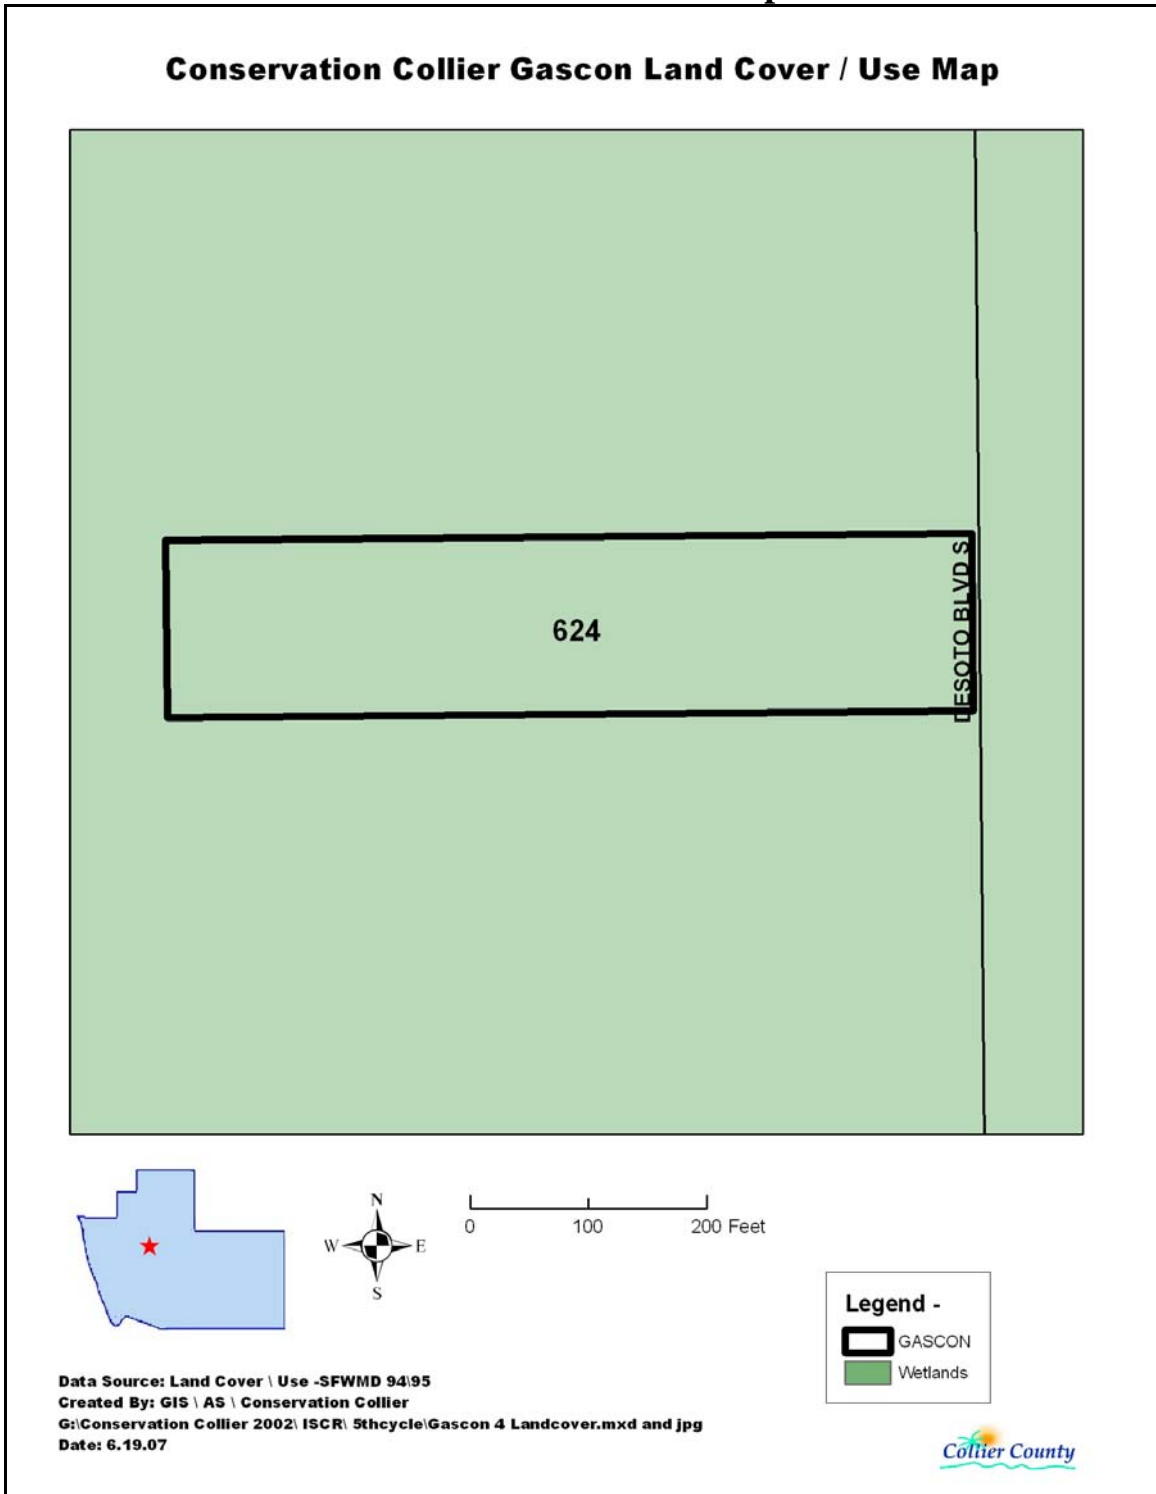 Conservation Collier Gascon Land Cover / Use Map
624
DESOTO BLVD S
N
W
E
S
0 100 200 Feet
Legend -
GASCON
Wetlands
Data Source: Land Cover \ Use -SFWMD 94\95
Created By: GIS \ AS \ Conservation Collier
G:\Conservation Collier 2002\ ISCR\ 5thcycle\Gascon 4 Landcover.mxd and jpg
Date: 6.19.07
Collier County